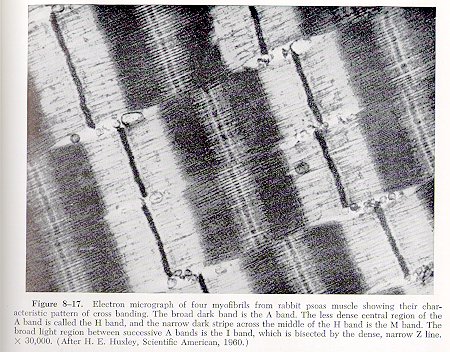 Figure 8–17. Electron micrograph of four myofibrils from rabbit psoas muscle showing their char-
acteristic pattern of cross banding. The broad dark band is the A band. The less dense central region of the
A band is called the H band, and the narrow dark stripe across the middle of the H band is the M band. The
broad light region between successive A bands is the I band, which is bisected by the dense, narrow Z line.
× 30,000. (After H. E. Huxley, Scientific American, 1960.)